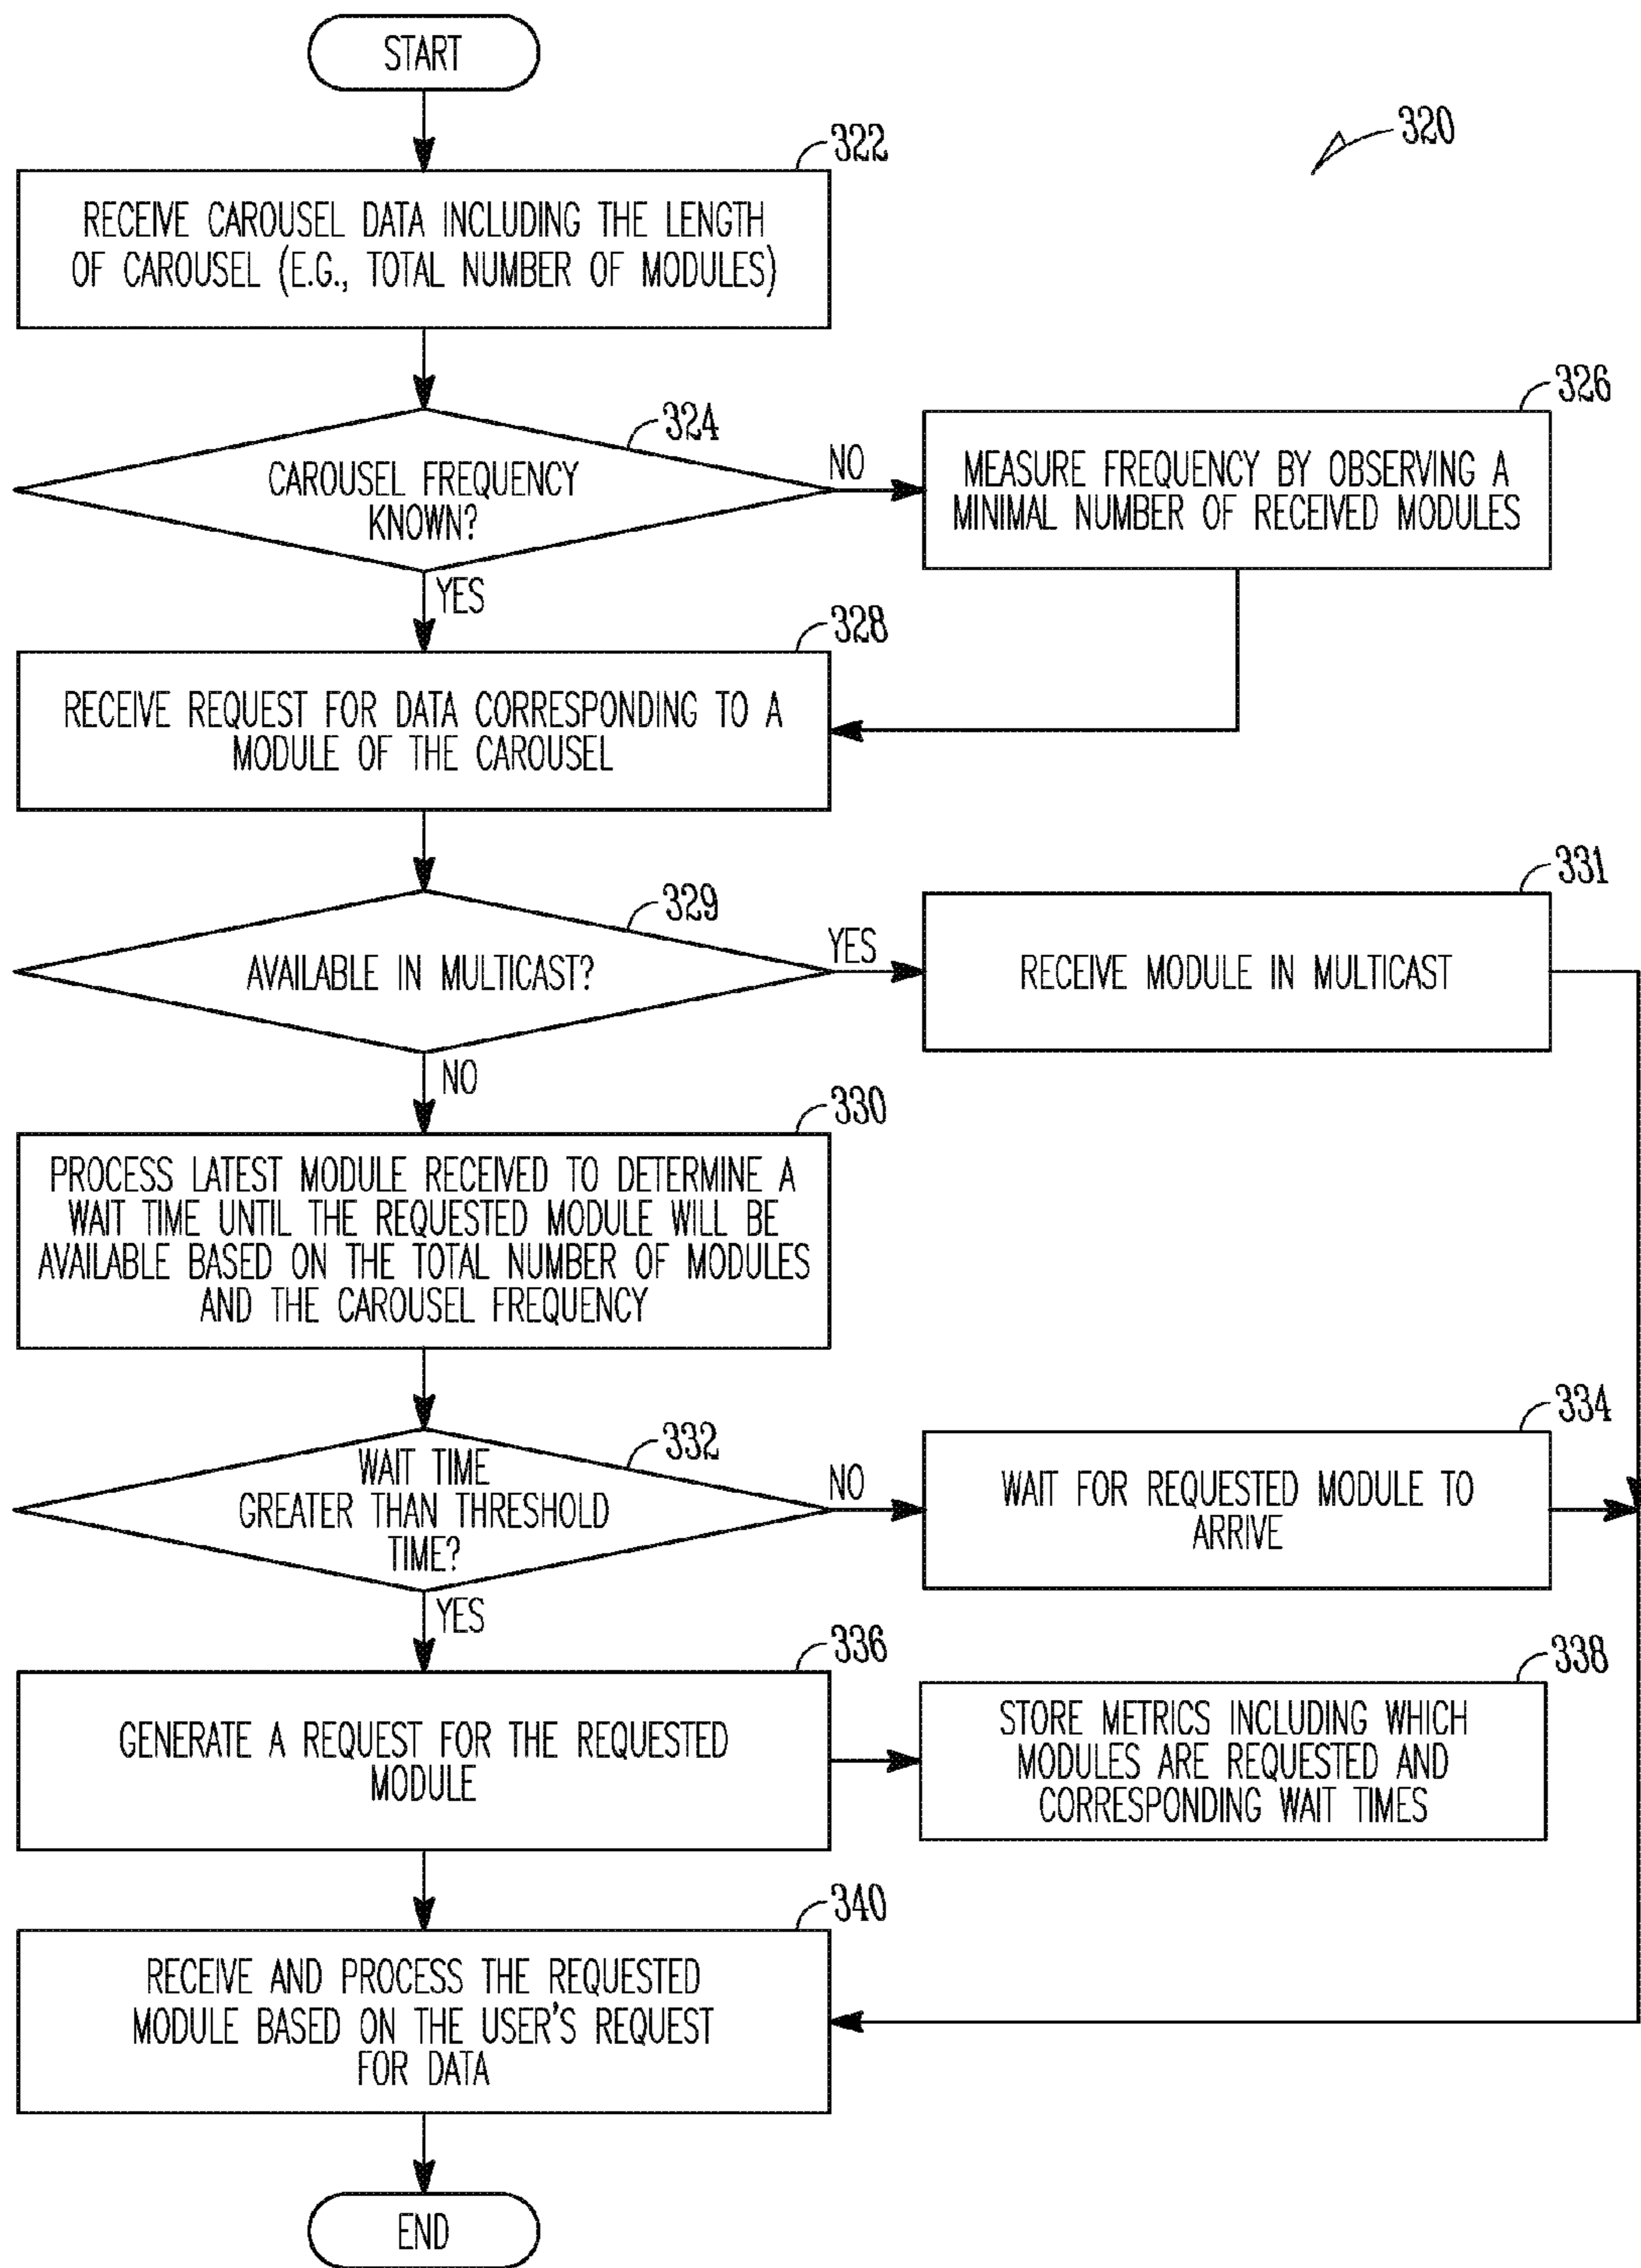 START
320
322
RECEIVE CAROUSEL DATA INCLUDING THE LENGTH
OF CAROUSEL (E.G., TOTAL NUMBER OF MODULES)
324
CAROUSEL FREQUENCY
KNOWN?
NO
YES
326
MEASURE FREQUENCY BY OBSERVING A
MINIMAL NUMBER OF RECEIVED MODULES
328
RECEIVE REQUEST FOR DATA CORRESPONDING TO A
MODULE OF THE CAROUSEL
329
AVAILABLE IN MULTICAST?
YES
NO
331
RECEIVE MODULE IN MULTICAST
330
PROCESS LATEST MODULE RECEIVED TO DETERMINE A
WAIT TIME UNTIL THE REQUESTED MODULE WILL BE
AVAILABLE BASED ON THE TOTAL NUMBER OF MODULES
AND THE CAROUSEL FREQUENCY
332
WAIT TIME
GREATER THAN THRESHOLD
TIME?
NO
YES
334
WAIT FOR REQUESTED MODULE TO
ARRIVE
336
GENERATE A REQUEST FOR THE REQUESTED
MODULE
338
STORE METRICS INCLUDING WHICH
MODULES ARE REQUESTED AND
CORRESPONDING WAIT TIMES
340
RECEIVE AND PROCESS THE REQUESTED
MODULE BASED ON THE USER'S REQUEST
FOR DATA
END